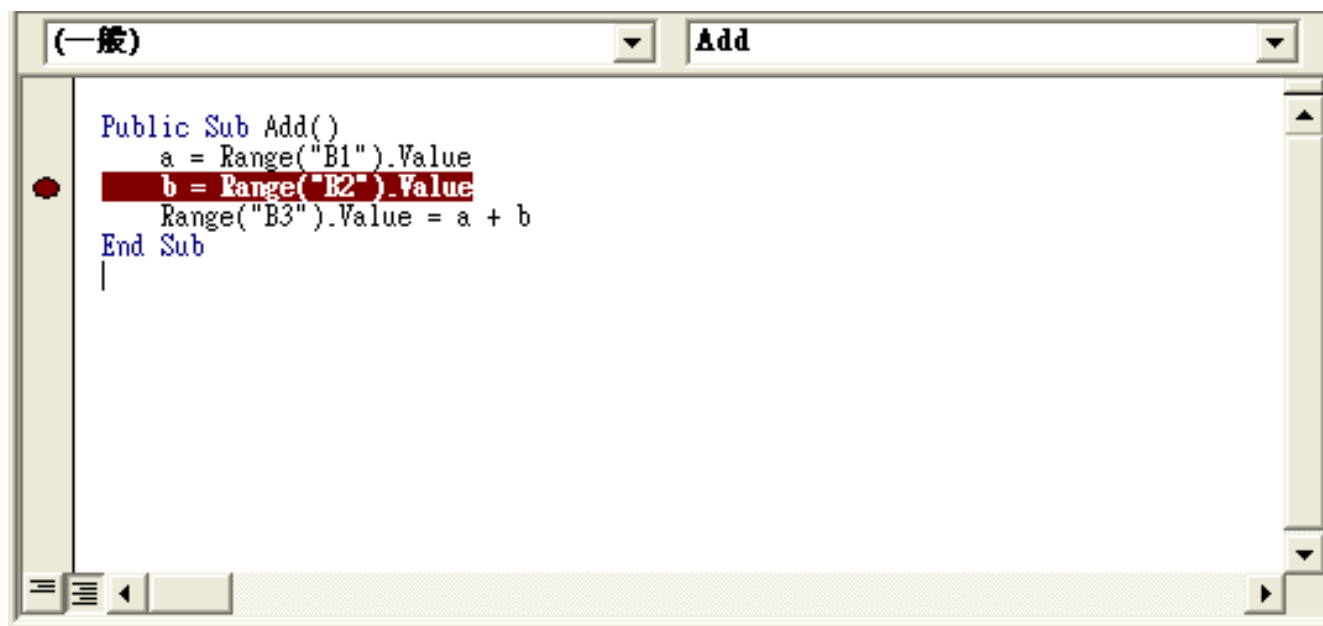 (一般)
Add
Public Sub Add()
    a = Range("B1").Value
    b = Range("B2").Value
    Range("B3").Value = a + b
End Sub